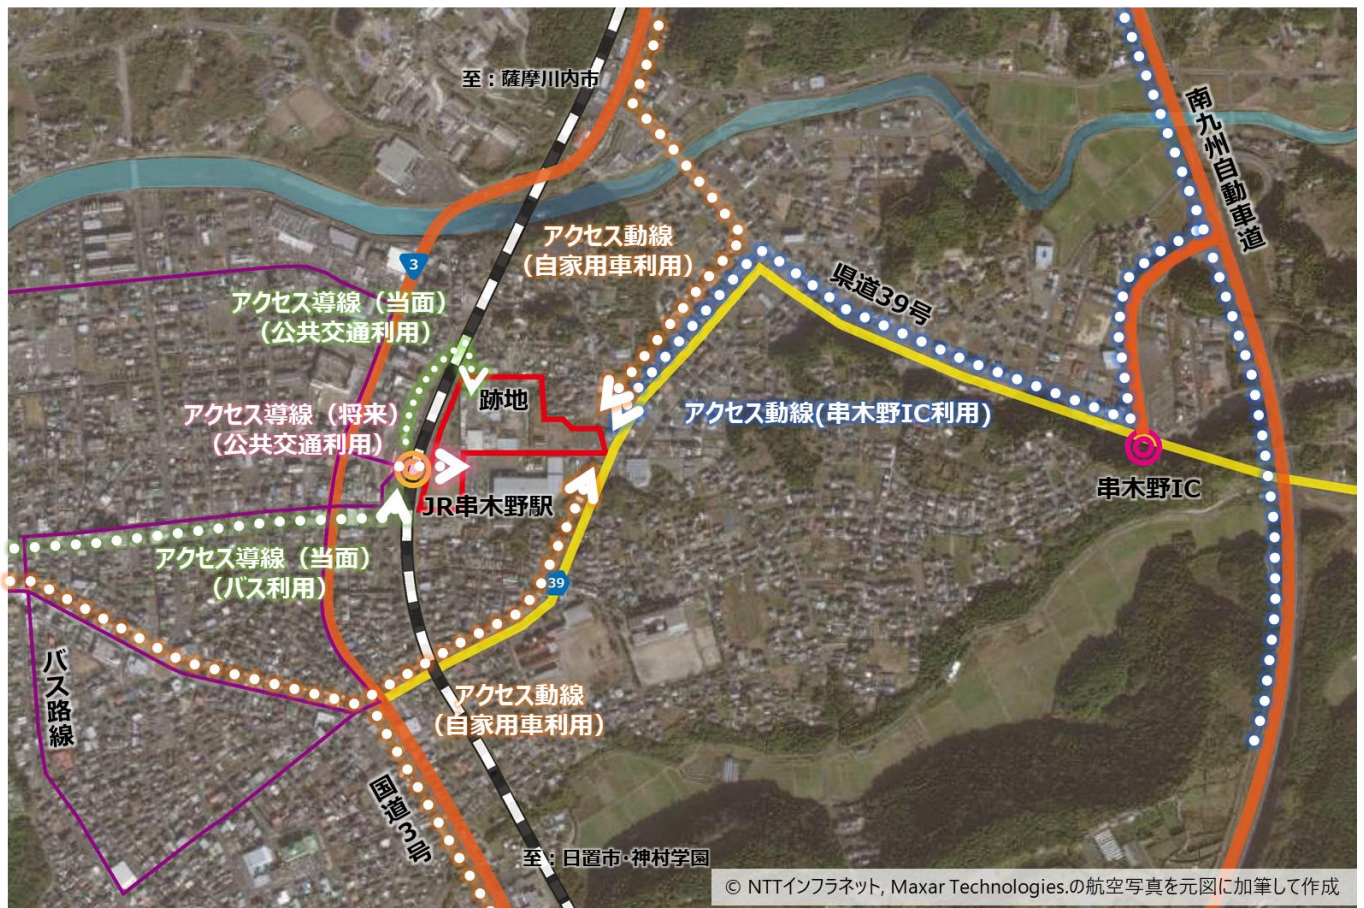 至：薩摩川内市
南九州自動車道
アクセス動線
（自家用車利用）
3
県道39号
アクセス導線（当面）
（公共交通利用）
跡地
アクセス導線（将来）
（公共交通利用）
アクセス動線(串木野IC利用)
JR串木野駅
串木野IC
アクセス導線（当面）
（バス利用）
39
バス路線
アクセス動線
（自家用車利用）
国道3号
至：日置市・神村学園
© NTTインフラネット, Maxar Technologies.の航空写真を元図に加筆して作成